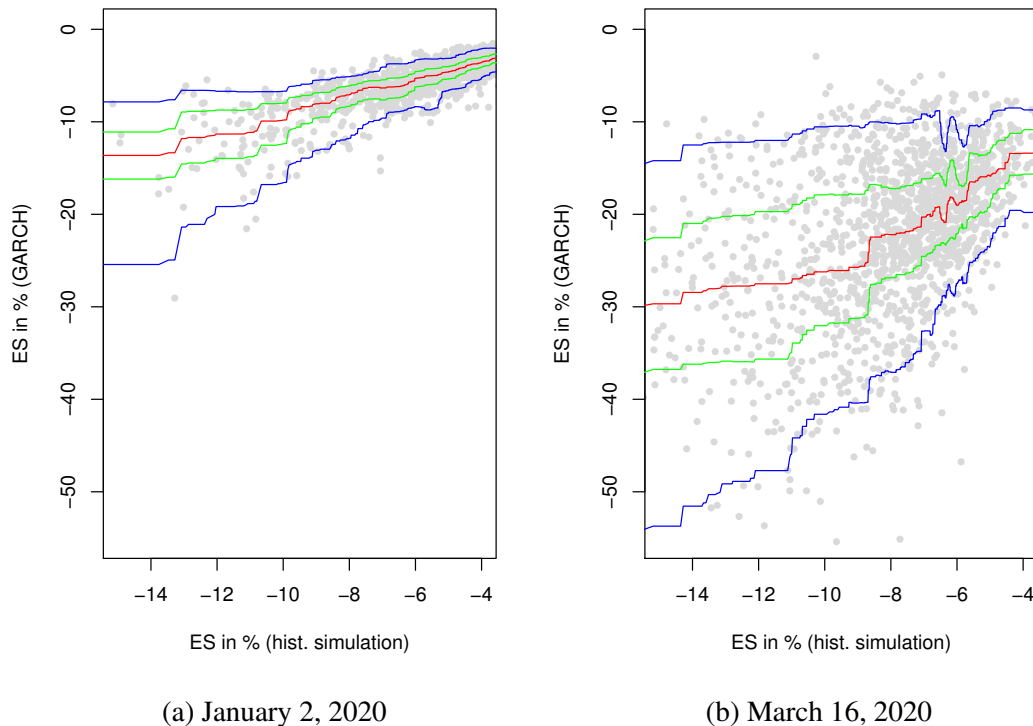 0
−10
−20
−30
−40
−50
ES in % (GARCH)
−14 −12 −10 −8 −6 −4
ES in % (hist. simulation)
(a) January 2, 2020
0
−10
−20
−30
−40
−50
ES in % (GARCH)
−14 −12 −10 −8 −6 −4
ES in % (hist. simulation)
(b) March 16, 2020